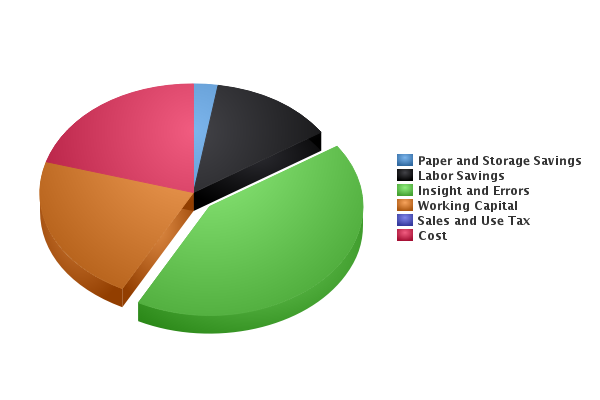 Paper and Storage Savings
Labor Savings
Insight and Errors
Working Capital
Sales and Use Tax
Cost